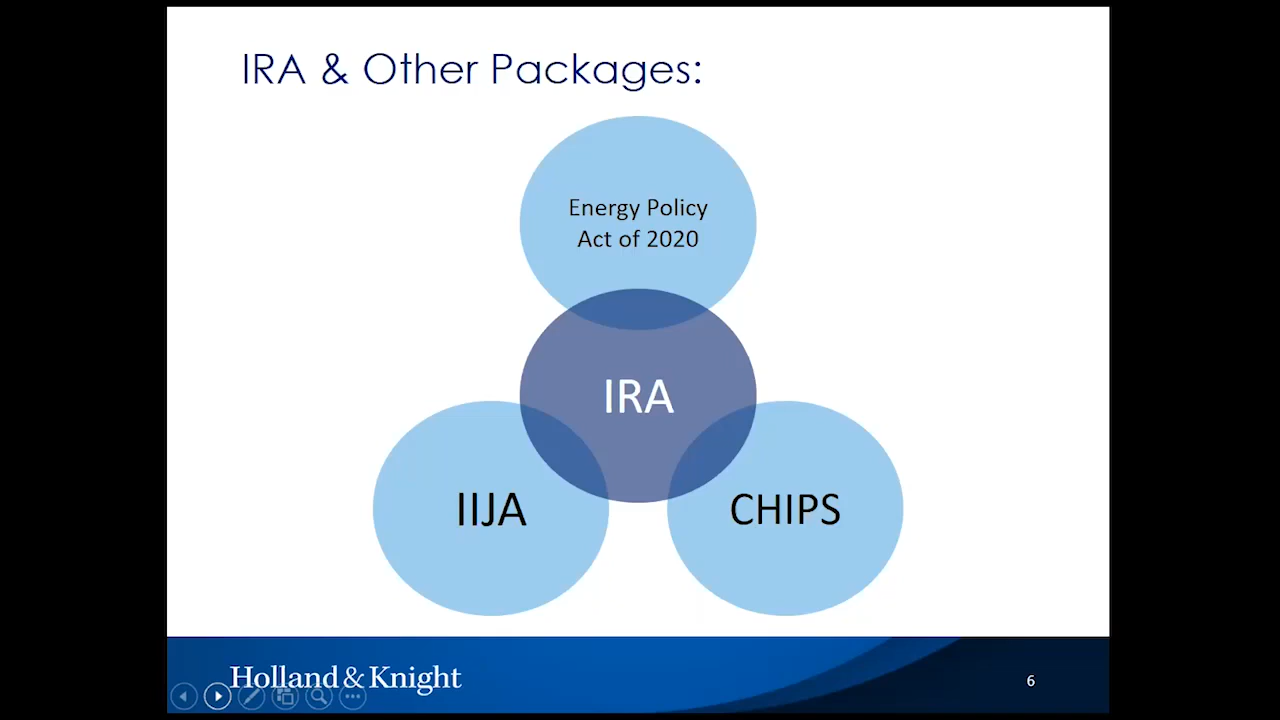 IRA & Other Packages:
Energy Policy
Act of 2020
IRA
IIJA
CHIPS
Holland & Knight
6